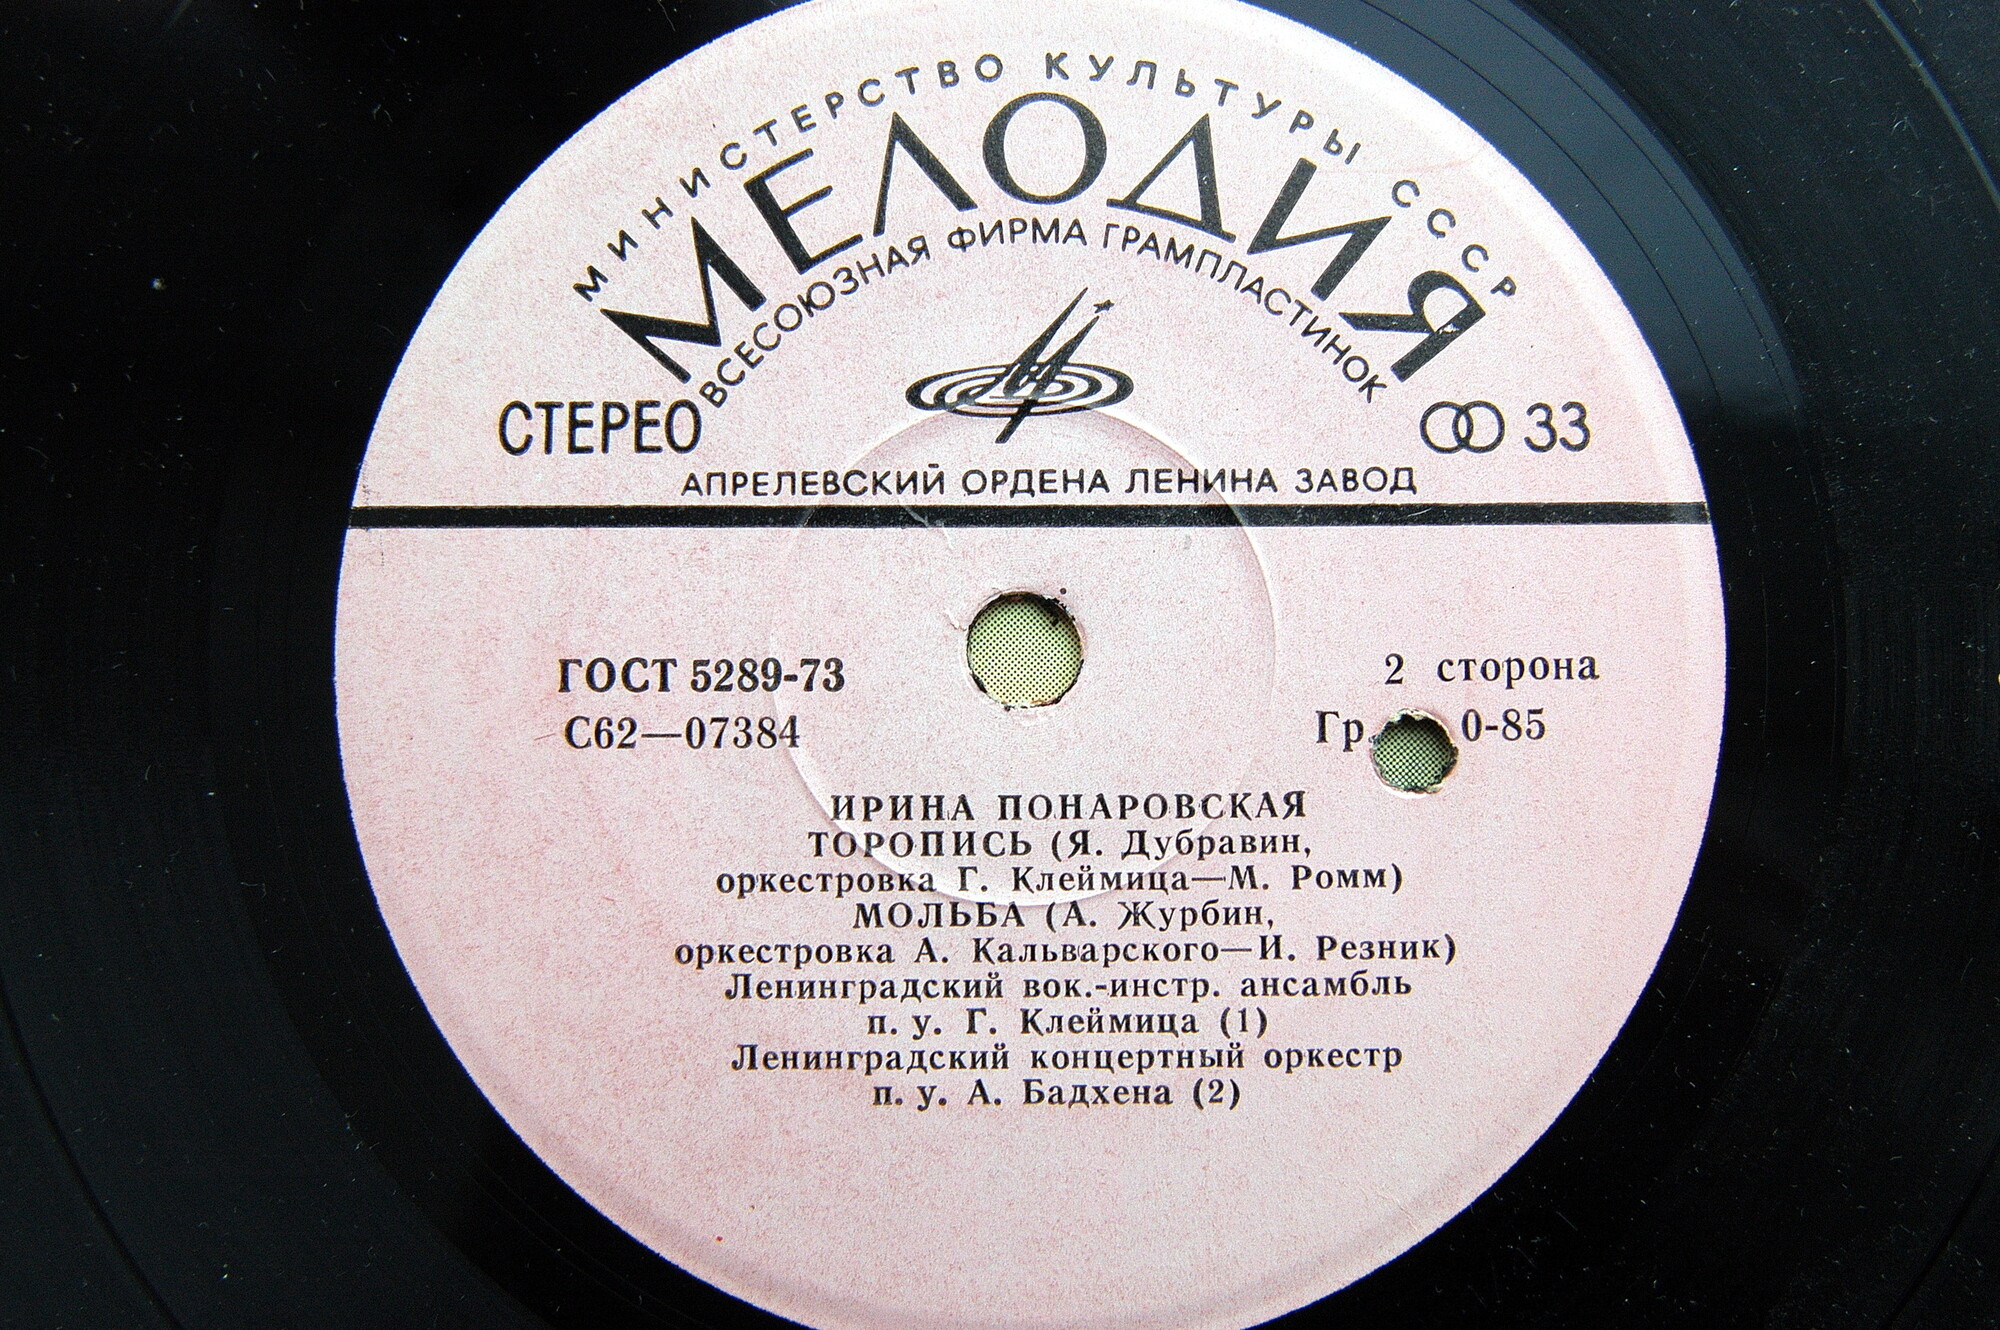 МИНИСТЕРСТВО КУЛЬТУРЫ СССР
МЕЛОДИЯ
ВСЕСОЮЗНАЯ ФИРМА ГРАМПЛАСТИНОК
СТЕРЕО
33
АПРЕЛЕВСКИЙ ОРДЕНА ЛЕНИНА ЗАВОД
ГОСТ 5289-73
2 сторона
С62—07384
Гр. 0-85
ИРИНА ПОНАРОВСКАЯ
ТОРОПИСЬ (Я. Дубравин,
оркестровка Г. Клеймица—М. Ромм)
МОЛЬБА (А. Журбин,
оркестровка А. Кальварского—И. Резник)
Ленинградский вок.-инстр. ансамбль
п. у. Г. Клеймица (1)
Ленинградский концертный оркестр
п. у. А. Бадхена (2)